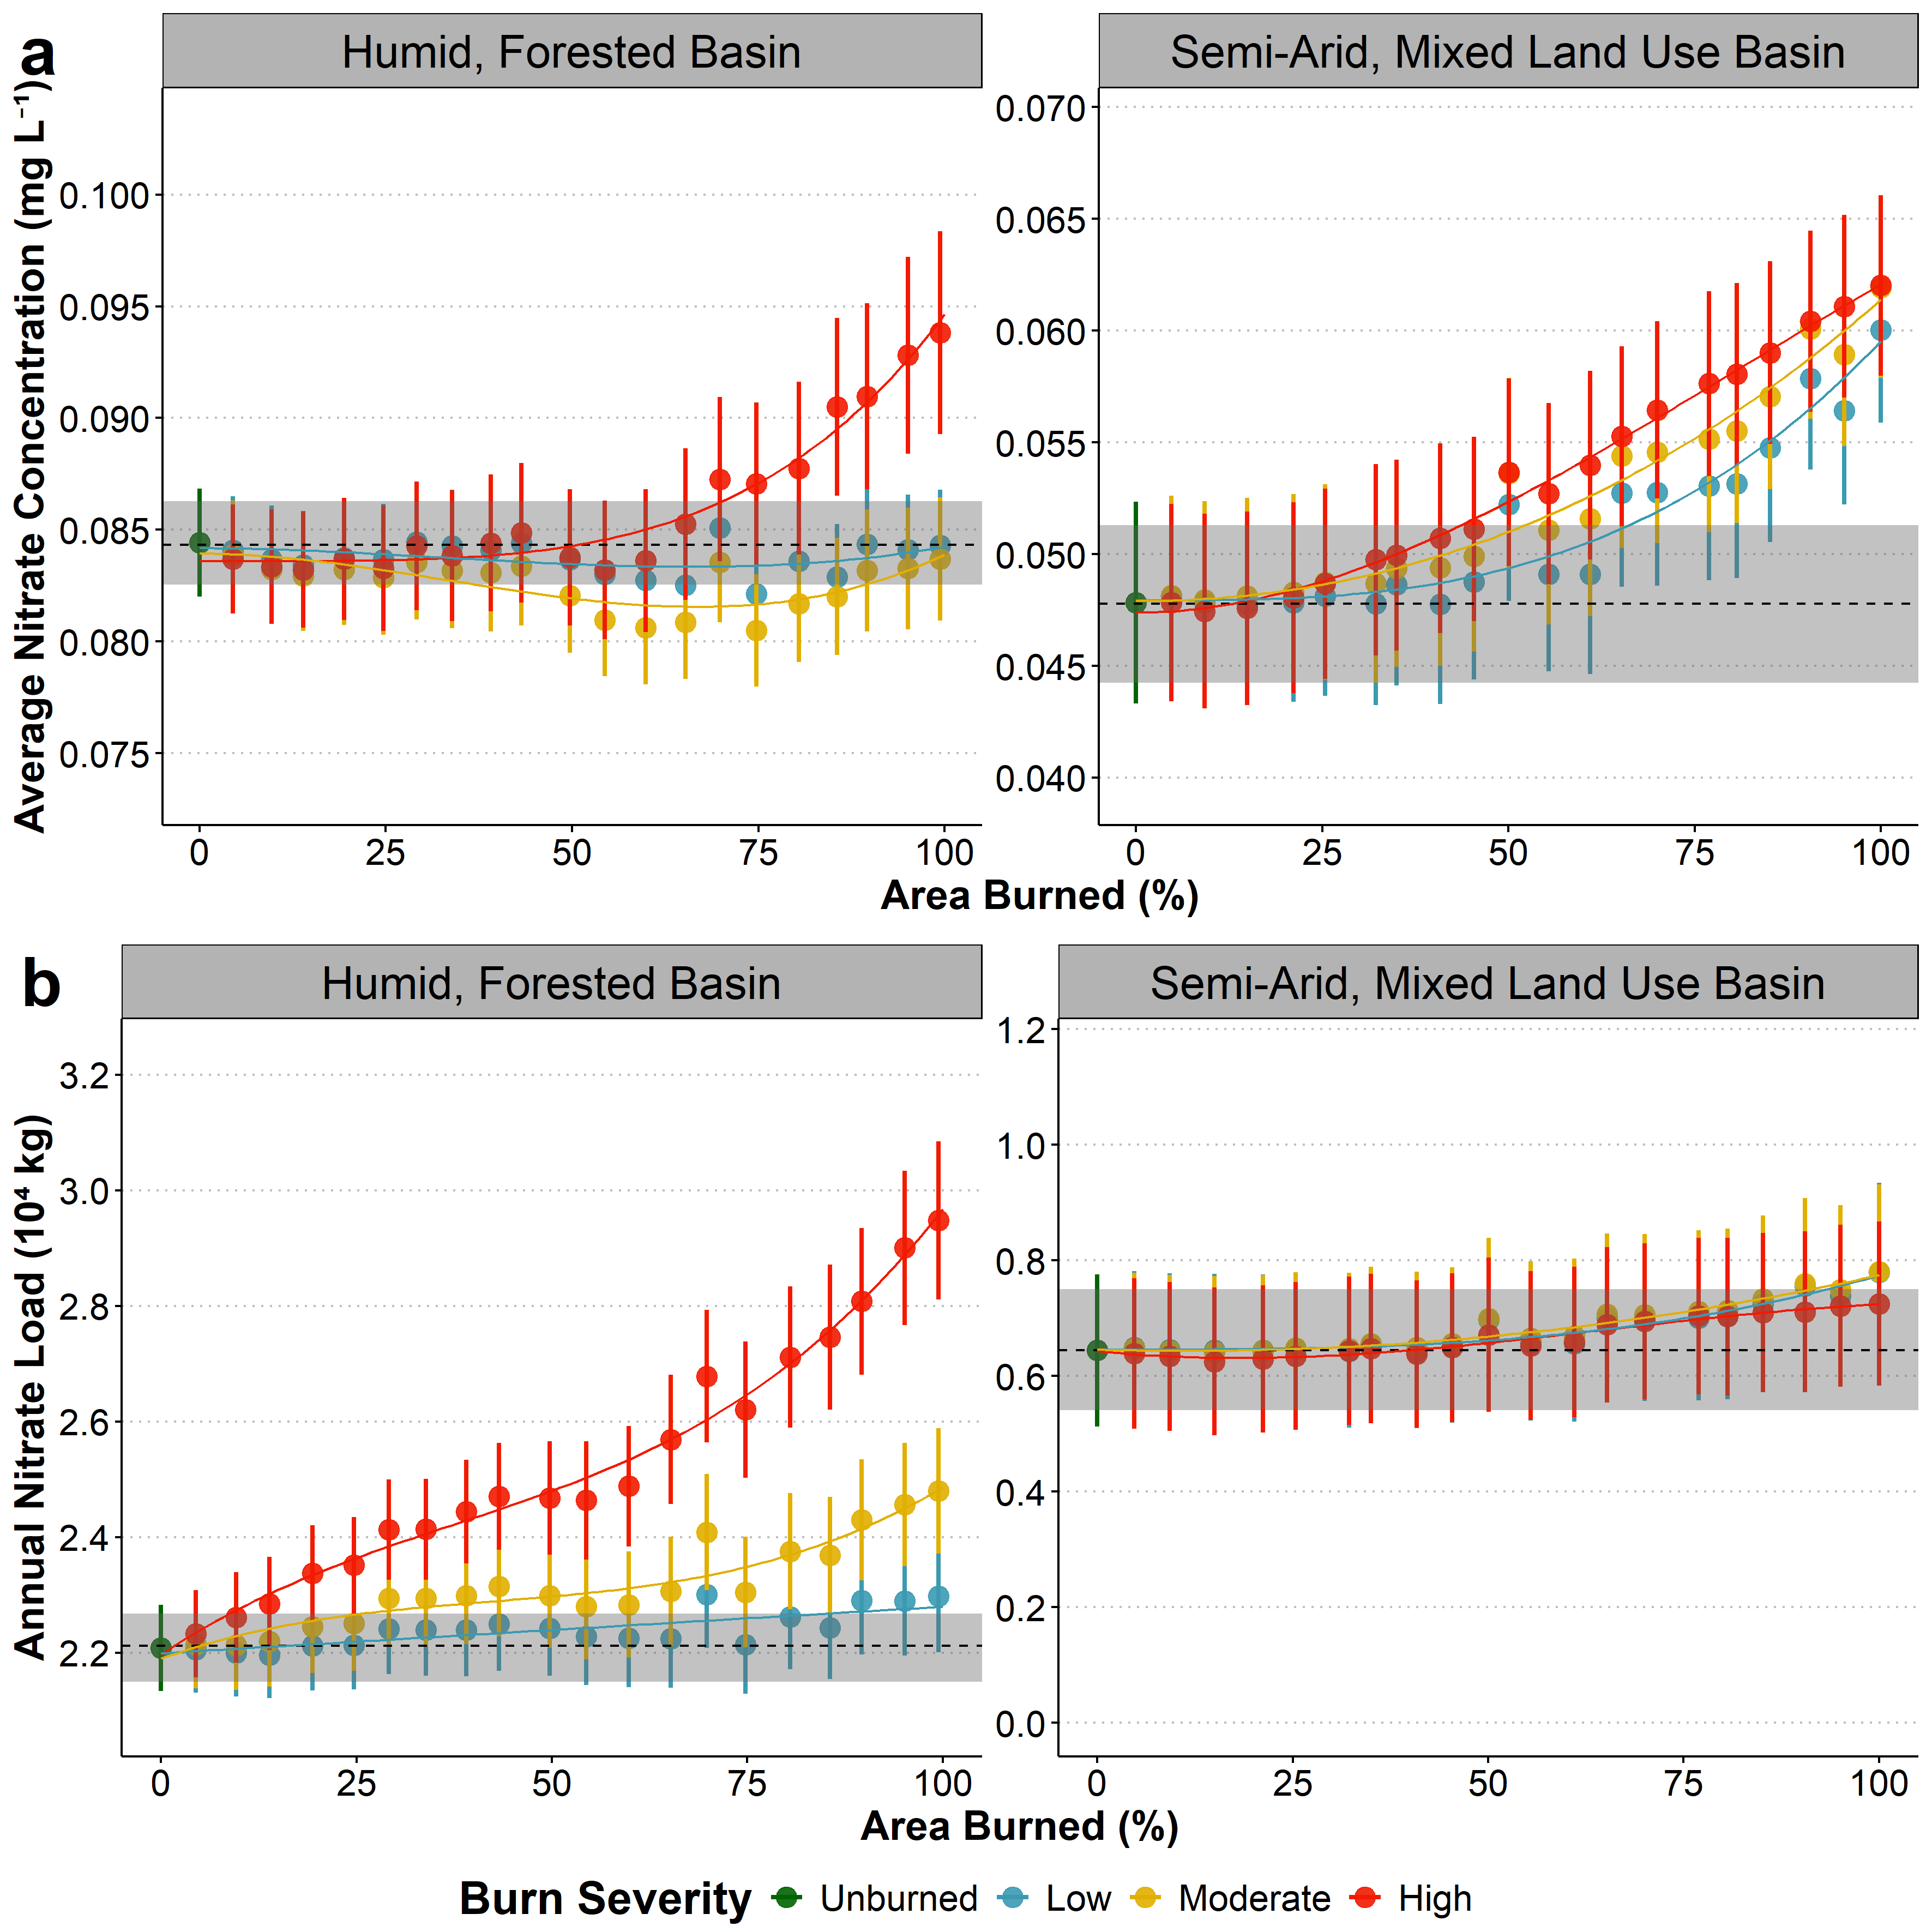 a
Humid, Forested Basin
Semi-Arid, Mixed Land Use Basin
Average Nitrate Concentration (mg L⁻¹)
0.100
0.095
0.090
0.085
0.080
0.075
0.070
0.065
0.060
0.055
0.050
0.045
0.040
0 25 50 75 100
0 25 50 75 100
Area Burned (%)
b
Humid, Forested Basin
Semi-Arid, Mixed Land Use Basin
Annual Nitrate Load (10⁴ kg)
3.2
3.0
2.8
2.6
2.4
2.2
1.2
1.0
0.8
0.6
0.4
0.2
0.0
0 25 50 75 100
0 25 50 75 100
Area Burned (%)
Burn Severity Unburned Low Moderate High